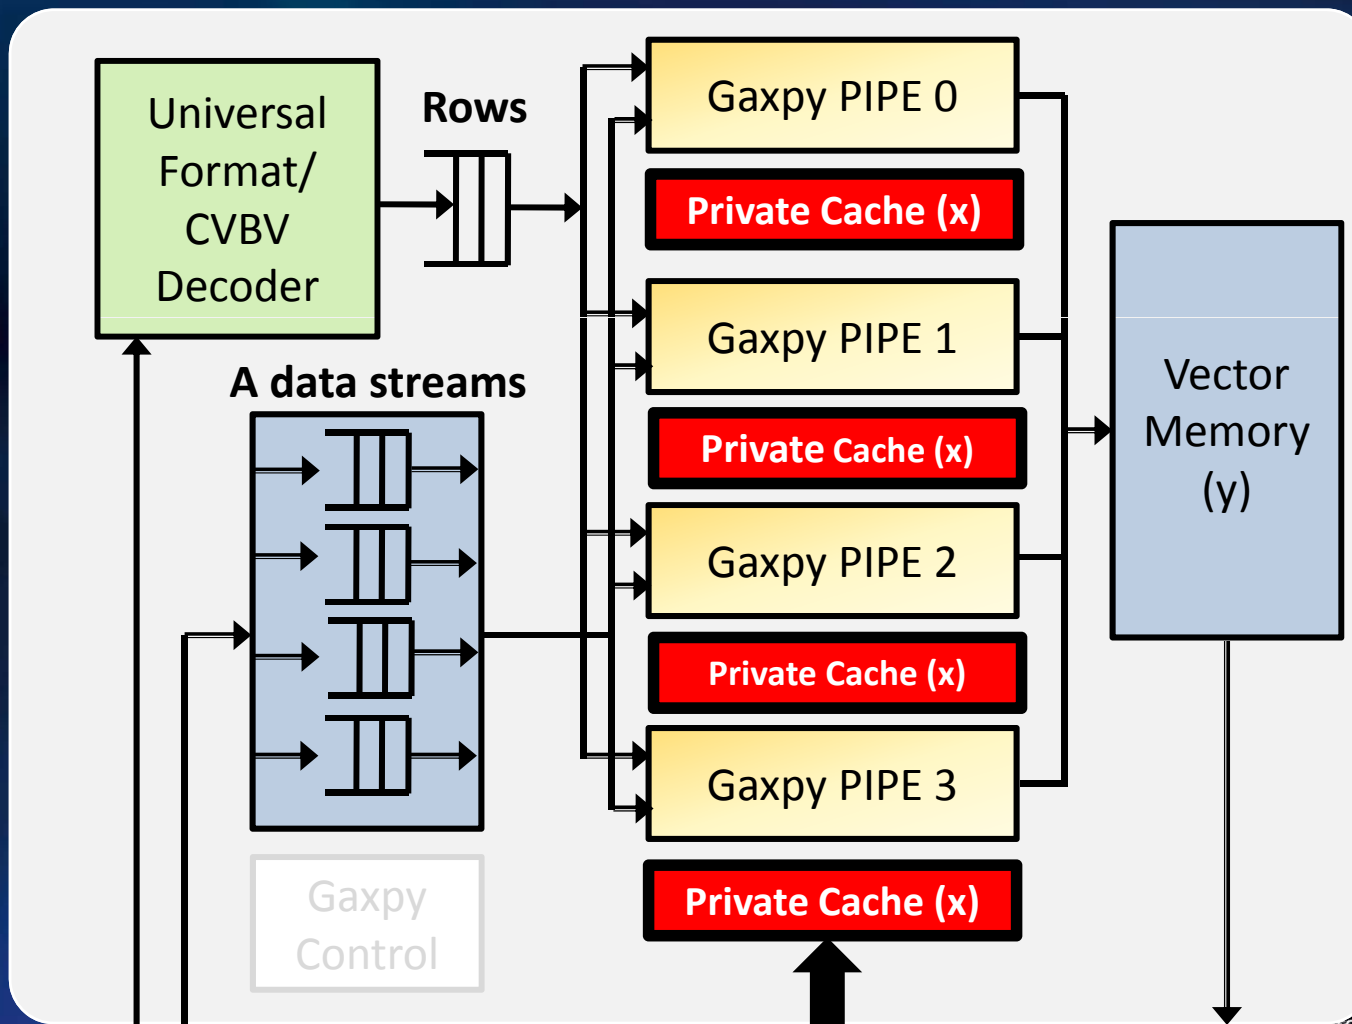 Universal
Format/
CVBV
Decoder
Rows
A data streams
Gaxpy PIPE 0
Private Cache (x)
Gaxpy PIPE 1
Private Cache (x)
Gaxpy PIPE 2
Private Cache (x)
Gaxpy PIPE 3
Private Cache (x)
Vector
Memory
(y)
Gaxpy
Control